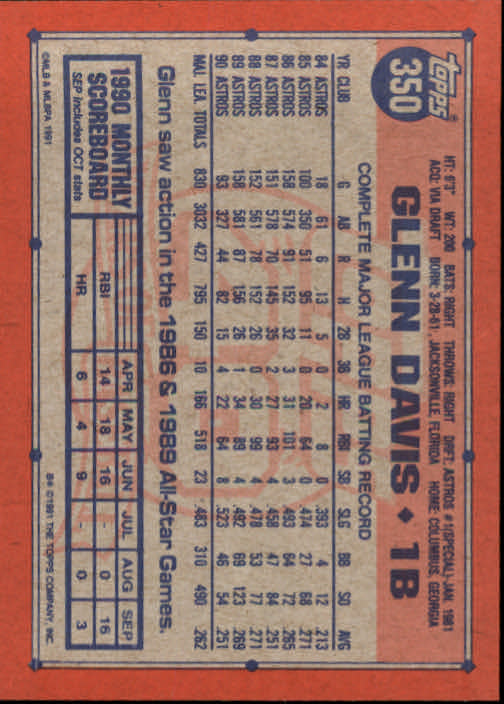 topps®
350
GLENN DAVIS ♦ 1B
HT: 6'3" WT: 200 BATS: RIGHT THROWS: RIGHT DRFT: ASTROS #1(SPECIAL)-JAN, 1981
ACQ: VIA DRAFT BORN: 3-28-61, JACKSONVILLE, FLORIDA HOME: COLUMBUS, GEORGIA
COMPLETE MAJOR LEAGUE BATTING RECORD
YR CLUB G AB R H 2B 3B HR RBI SB SLG BB SO AVG
84 ASTROS 18 61 6 13 5 0 2 8 0 .393 4 12 .213
85 ASTROS 100 350 51 95 11 0 20 64 0 .474 27 68 .271
86 ASTROS 158 574 91 152 32 3 31 101 3 .493 64 72 .265
87 ASTROS 151 578 70 145 35 2 27 93 4 .458 47 84 .251
88 ASTROS 152 561 78 152 26 0 30 99 4 .478 53 77 .271
89 ASTROS 158 581 87 156 26 1 34 89 4 .492 69 123 .269
90 ASTROS 93 327 44 82 15 4 22 64 8 .523 46 54 .251
MAJ. LEA. TOTALS 830 3032 427 795 150 10 166 518 23 .483 310 490 .262
Glenn saw action in the 1986 & 1989 All-Star Games.
1990 MONTHLY SCOREBOARD
SEP includes OCT stats
APR MAY JUN JUL AUG SEP
RBI 14 18 16 - 0 16
HR 6 4 9 - 0 3
©MLB & MLBPA 1991
B* ©1991 THE TOPPS COMPANY, INC.